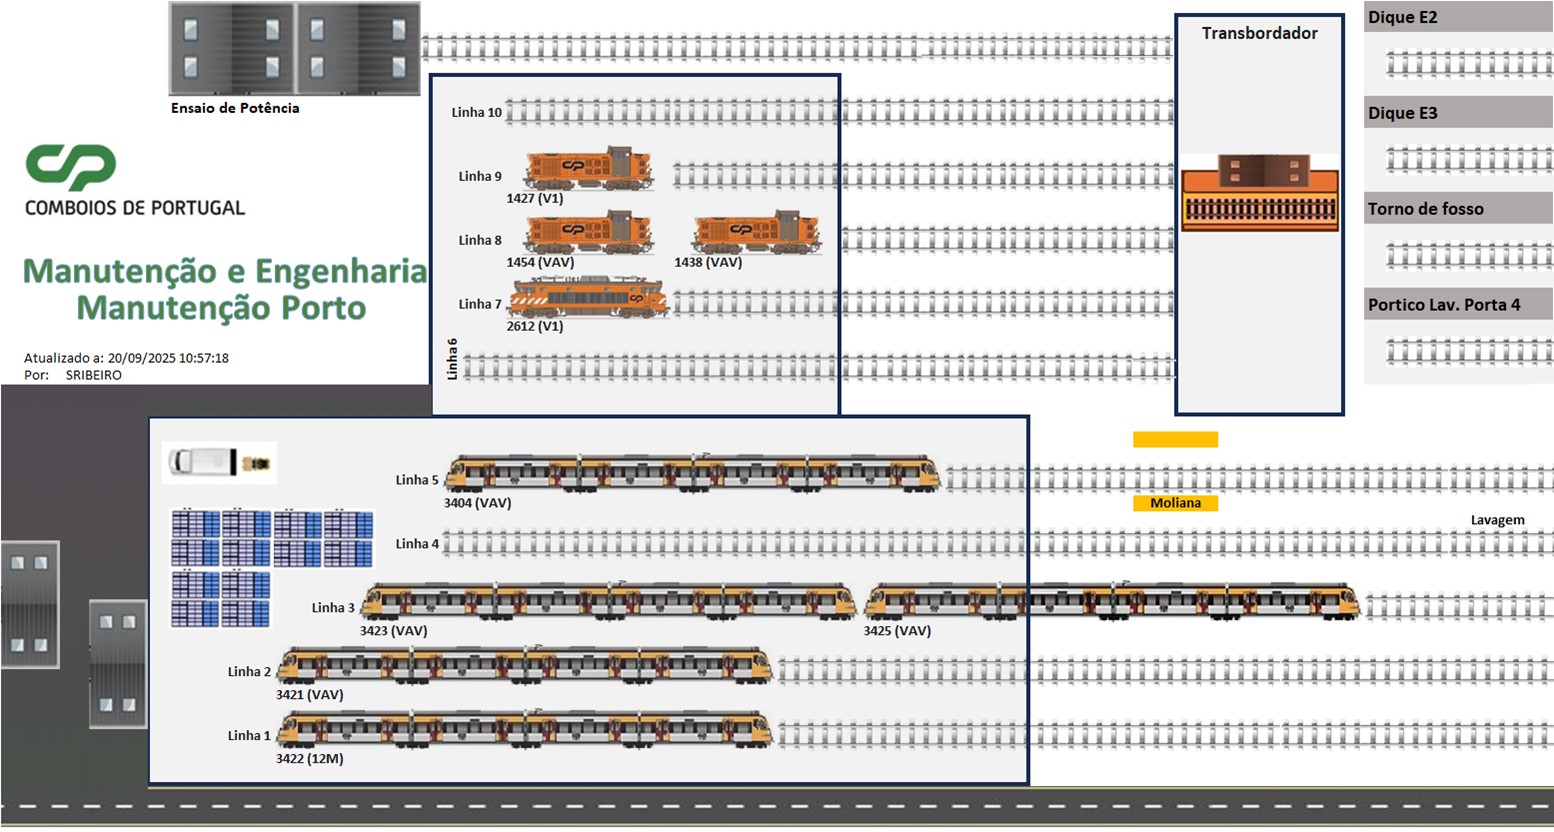 Ensaio de Potência
CP
COMBOIOS DE PORTUGAL
Manutenção e Engenharia
Manutenção Porto
Atualizado a: 20/09/2025 10:57:18
Por: SRIBEIRO
Linha 10
Linha 9
1427 (V1)
Linha 8
1454 (VAV)
1438 (VAV)
Linha 7
2612 (V1)
Linha 6
Transbordador
Dique E2
Dique E3
Torno de fosso
Portico Lav. Porta 4
Linha 5
3404 (VAV)
Moliana
Lavagem
Linha 4
Linha 3
3423 (VAV)
3425 (VAV)
Linha 2
3421 (VAV)
Linha 1
3422 (12M)